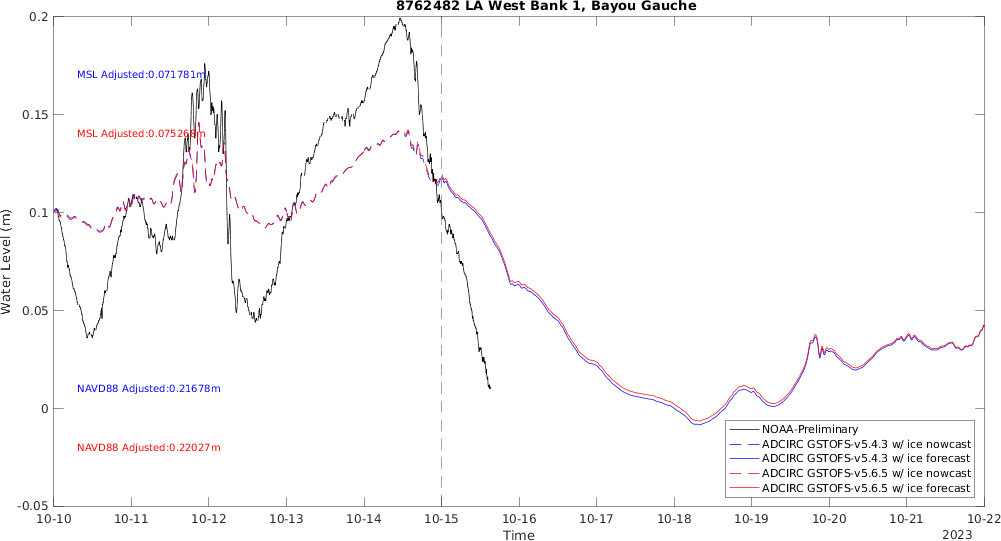 8762482 LA West Bank 1, Bayou Gauche
0.2
0.15
0.1
0.05
0
-0.05
Water Level (m)
MSL Adjusted:0.071781m
MSL Adjusted:0.075268m
NAVD88 Adjusted:0.21678m
NAVD88 Adjusted:0.22027m
NOAA-Preliminary
ADCIRC GSTOFS-v5.4.3 w/ ice nowcast
ADCIRC GSTOFS-v5.4.3 w/ ice forecast
ADCIRC GSTOFS-v5.6.5 w/ ice nowcast
ADCIRC GSTOFS-v5.6.5 w/ ice forecast
10-10 10-11 10-12 10-13 10-14 10-15 10-16 10-17 10-18 10-19 10-20 10-21 10-22
Time
2023